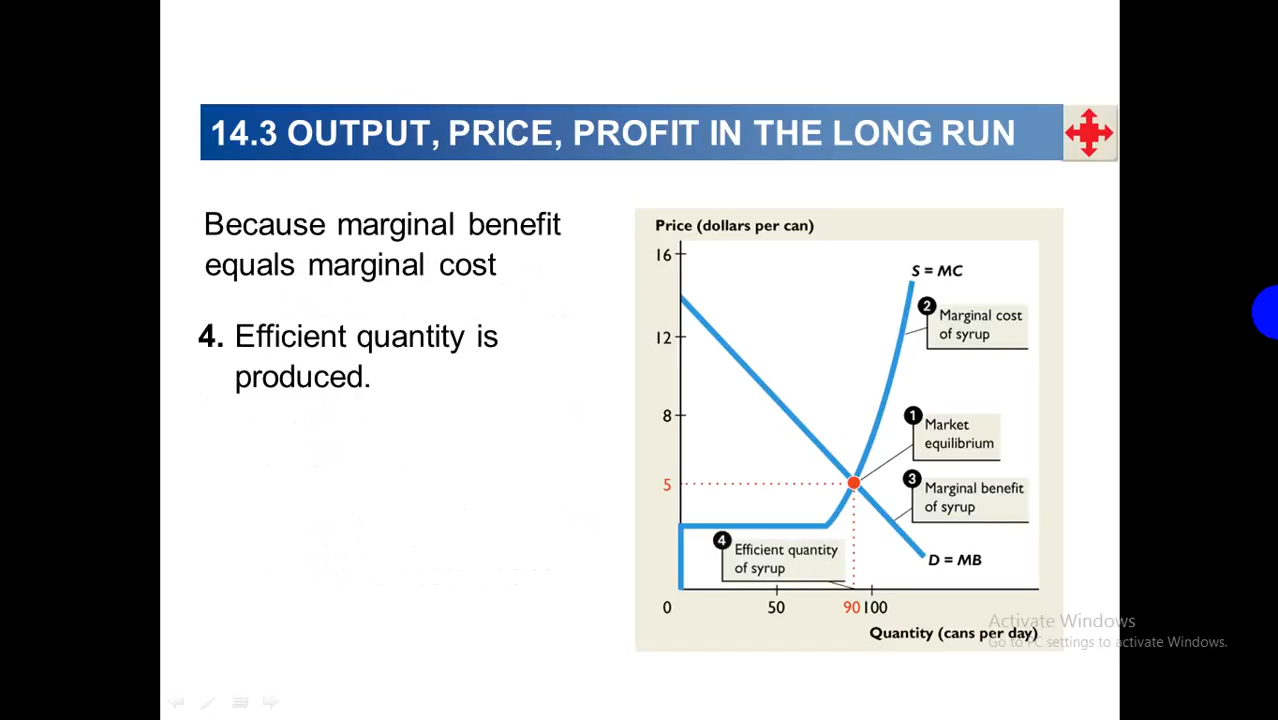 14.3 OUTPUT, PRICE, PROFIT IN THE LONG RUN
Because marginal benefit
equals marginal cost
4. Efficient quantity is
produced.
Price (dollars per can)
16
12
8
5
0
50
90
100
Quantity (cans per day)
S = MC
2
Marginal cost
of syrup
1
Market
equilibrium
3
Marginal benefit
of syrup
D = MB
4
Efficient quantity
of syrup
Activate Windows
Go to PC settings to activate Windows.